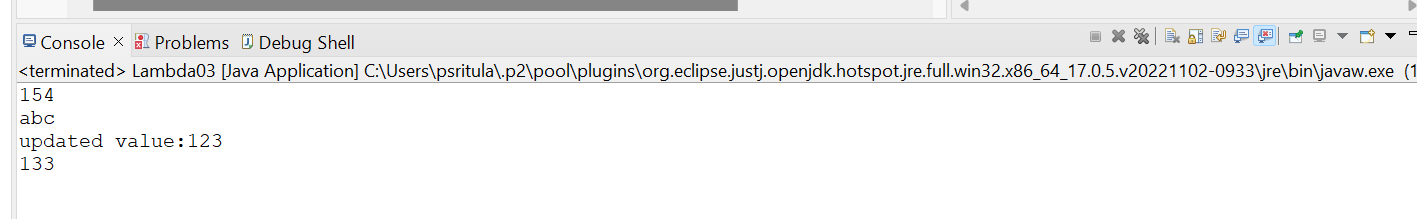 Console Problems Debug Shell
<terminated> Lambda03 [Java Application] C:\Users\psritula\.p2\pool\plugins\org.eclipse.justj.openjdk.hotspot.jre.full.win32.x86_64_17.0.5.v20221102-0933\jre\bin\javaw.exe (1
154
abc
updated value:123
133